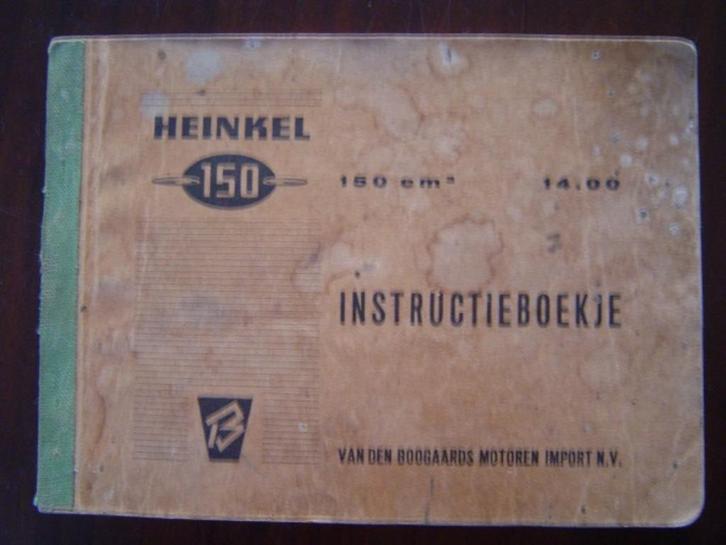 HEINKEL
150
150 cm³ 14.00
INSTRUCTIEBOEKJE
B
VAN DEN BOOGAARDS MOTOREN IMPORT N.V.